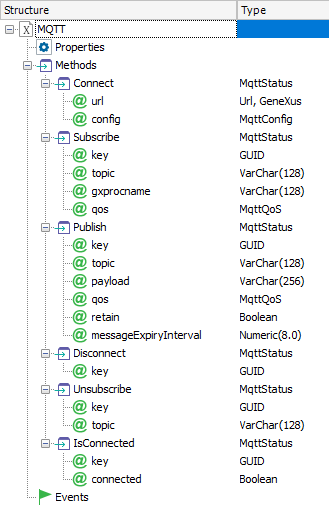 Structure Type
MQTT
Properties
Methods
Connect MqttStatus
url Url, GeneXus
config MqttConfig
Subscribe MqttStatus
key GUID
topic VarChar(128)
gxprocname VarChar(128)
qos MqttQoS
Publish MqttStatus
key GUID
topic VarChar(128)
payload VarChar(256)
qos MqttQoS
retain Boolean
messageExpiryInterval Numeric(8.0)
Disconnect MqttStatus
key GUID
Unsubscribe MqttStatus
key GUID
topic VarChar(128)
IsConnected MqttStatus
key GUID
connected Boolean
Events